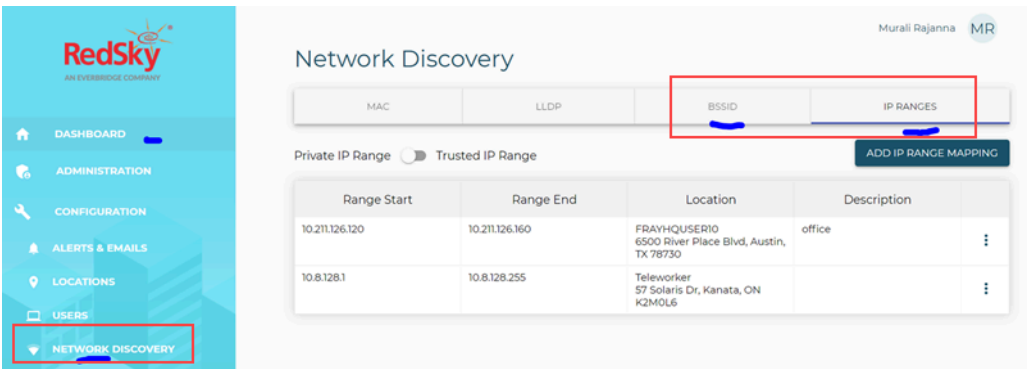 RedSky
AN EVERBRIDGE COMPANY
DASHBOARD
ADMINISTRATION
CONFIGURATION
ALERTS & EMAILS
LOCATIONS
USERS
NETWORK DISCOVERY
Murali Rajanna MR
Network Discovery
MAC LLDP BSSID IP RANGES
Private IP Range Trusted IP Range ADD IP RANGE MAPPING
Range Start Range End Location Description
10.211.126.120 10.211.126.160 FRAYHQUSER10 office
6500 River Place Blvd, Austin,
TX 78730
10.8.128.1 10.8.128.255 Teleworker
57 Solaris Dr, Kanata, ON
K2M0L6